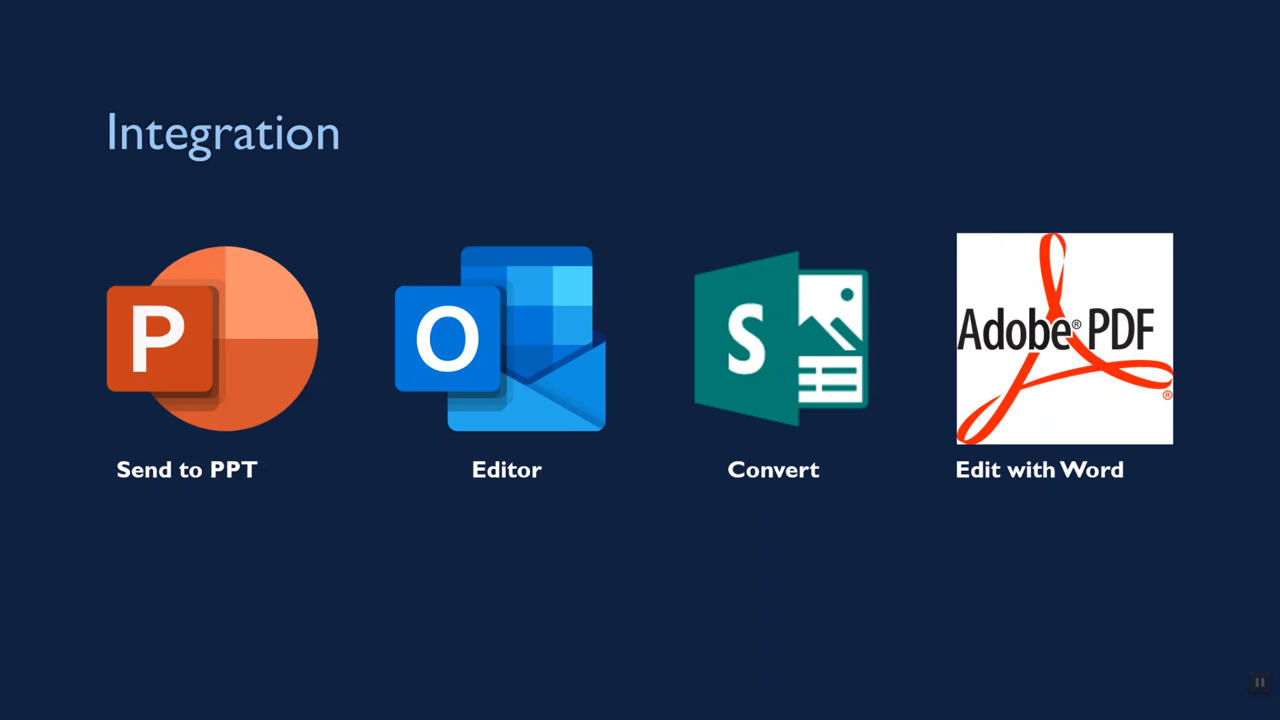 Integration
P
O
S
Adobe® PDF
®
Send to PPT
Editor
Convert
Edit with Word